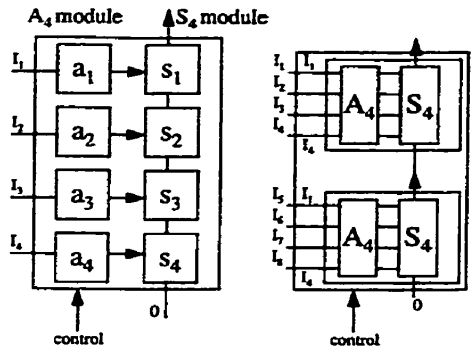 A4 module
S4 module
I1
a1
s1
I2
a2
s2
I3
a3
s3
I4
a4
s4
0
control
I1
I1
I2
I3
I4
I4
A4
S4
I5
I1
I6
I7
I8
I4
A4
S4
0
control